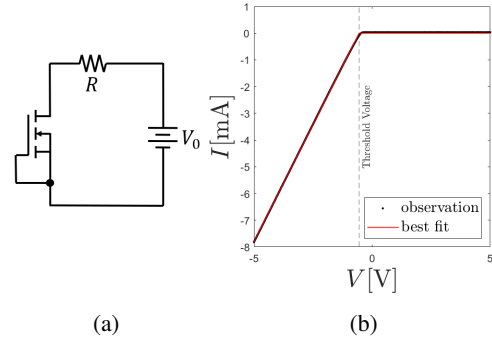 R
V₀
(a)
I[mA]
1
0
-1
-2
-3
-4
-5
-6
-7
-8
Threshold Voltage
observation
best fit
-5
0
5
V[V]
(b)